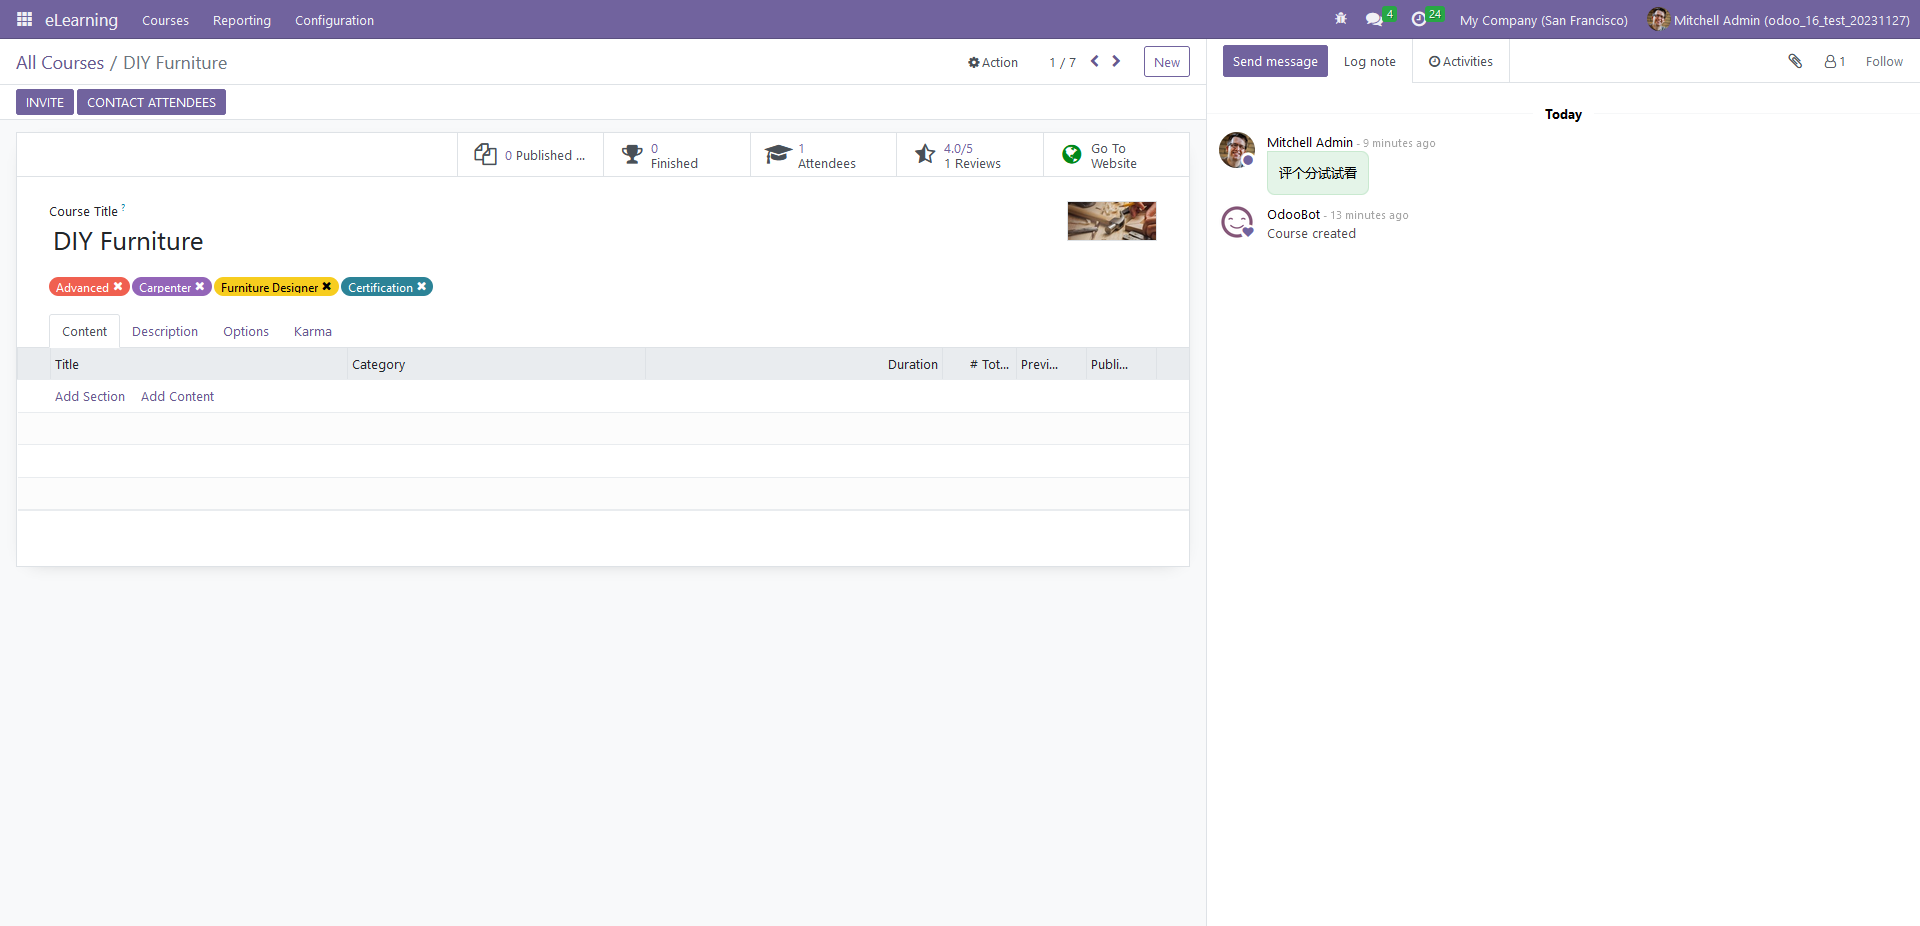 eLearning Courses Reporting Configuration 4 24 My Company (San Francisco) Mitchell Admin (odoo_16_test_20231127)
All Courses / DIY Furniture Action 1 / 7 New
INVITE CONTACT ATTENDEES
0 Published ...
0
Finished
1
Attendees
4.0/5
1 Reviews
Go To
Website
Course Title ?
DIY Furniture
Advanced Carpenter Furniture Designer Certification
Content Description Options Karma
Title Category Duration # Tot... Previ... Publi...
Add Section Add Content
Send message Log note Activities 1 Follow
Today
Mitchell Admin - 9 minutes ago
评个分试试看
OdooBot - 13 minutes ago
Course created